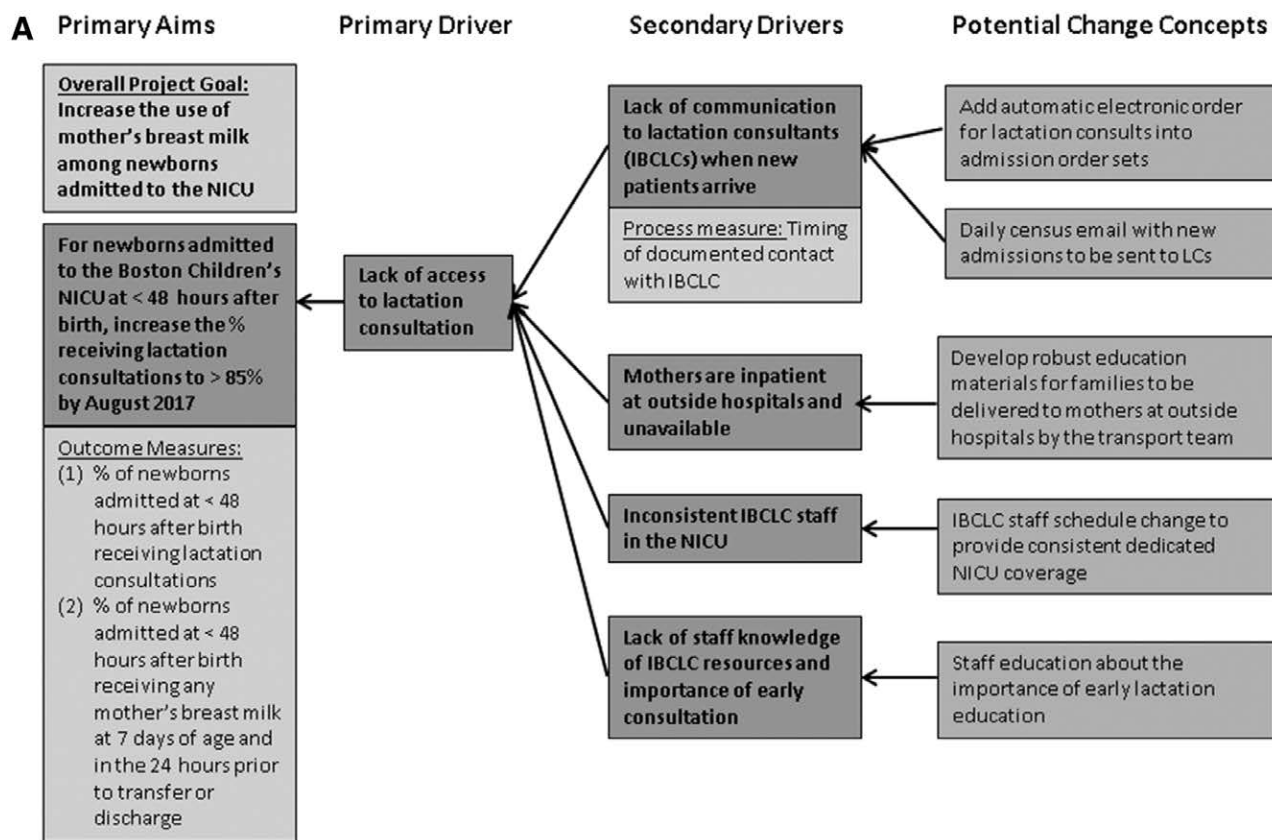 A
Primary Aims
Primary Driver
Secondary Drivers
Potential Change Concepts
Overall Project Goal:
Increase the use of
mother's breast milk
among newborns
admitted to the NICU
For newborns admitted
to the Boston Children's
NICU at < 48 hours after
birth, increase the %
receiving lactation
consultations to > 85%
by August 2017
Outcome Measures:
(1) % of newborns
admitted at < 48
hours after birth
receiving lactation
consultations
(2) % of newborns
admitted at < 48
hours after birth
receiving any
mother's breast milk
at 7 days of age and
in the 24 hours prior
to transfer or
discharge
Lack of access
to lactation
consultation
Lack of communication
to lactation consultants
(IBCLCs) when new
patients arrive
Process measure: Timing
of documented contact
with IBCLC
Mothers are inpatient
at outside hospitals and
unavailable
Inconsistent IBCLC staff
in the NICU
Lack of staff knowledge
of IBCLC resources and
importance of early
consultation
Add automatic electronic order
for lactation consults into
admission order sets
Daily census email with new
admissions to be sent to LCs
Develop robust education
materials for families to be
delivered to mothers at outside
hospitals by the transport team
IBCLC staff schedule change to
provide consistent dedicated
NICU coverage
Staff education about the
importance of early lactation
education